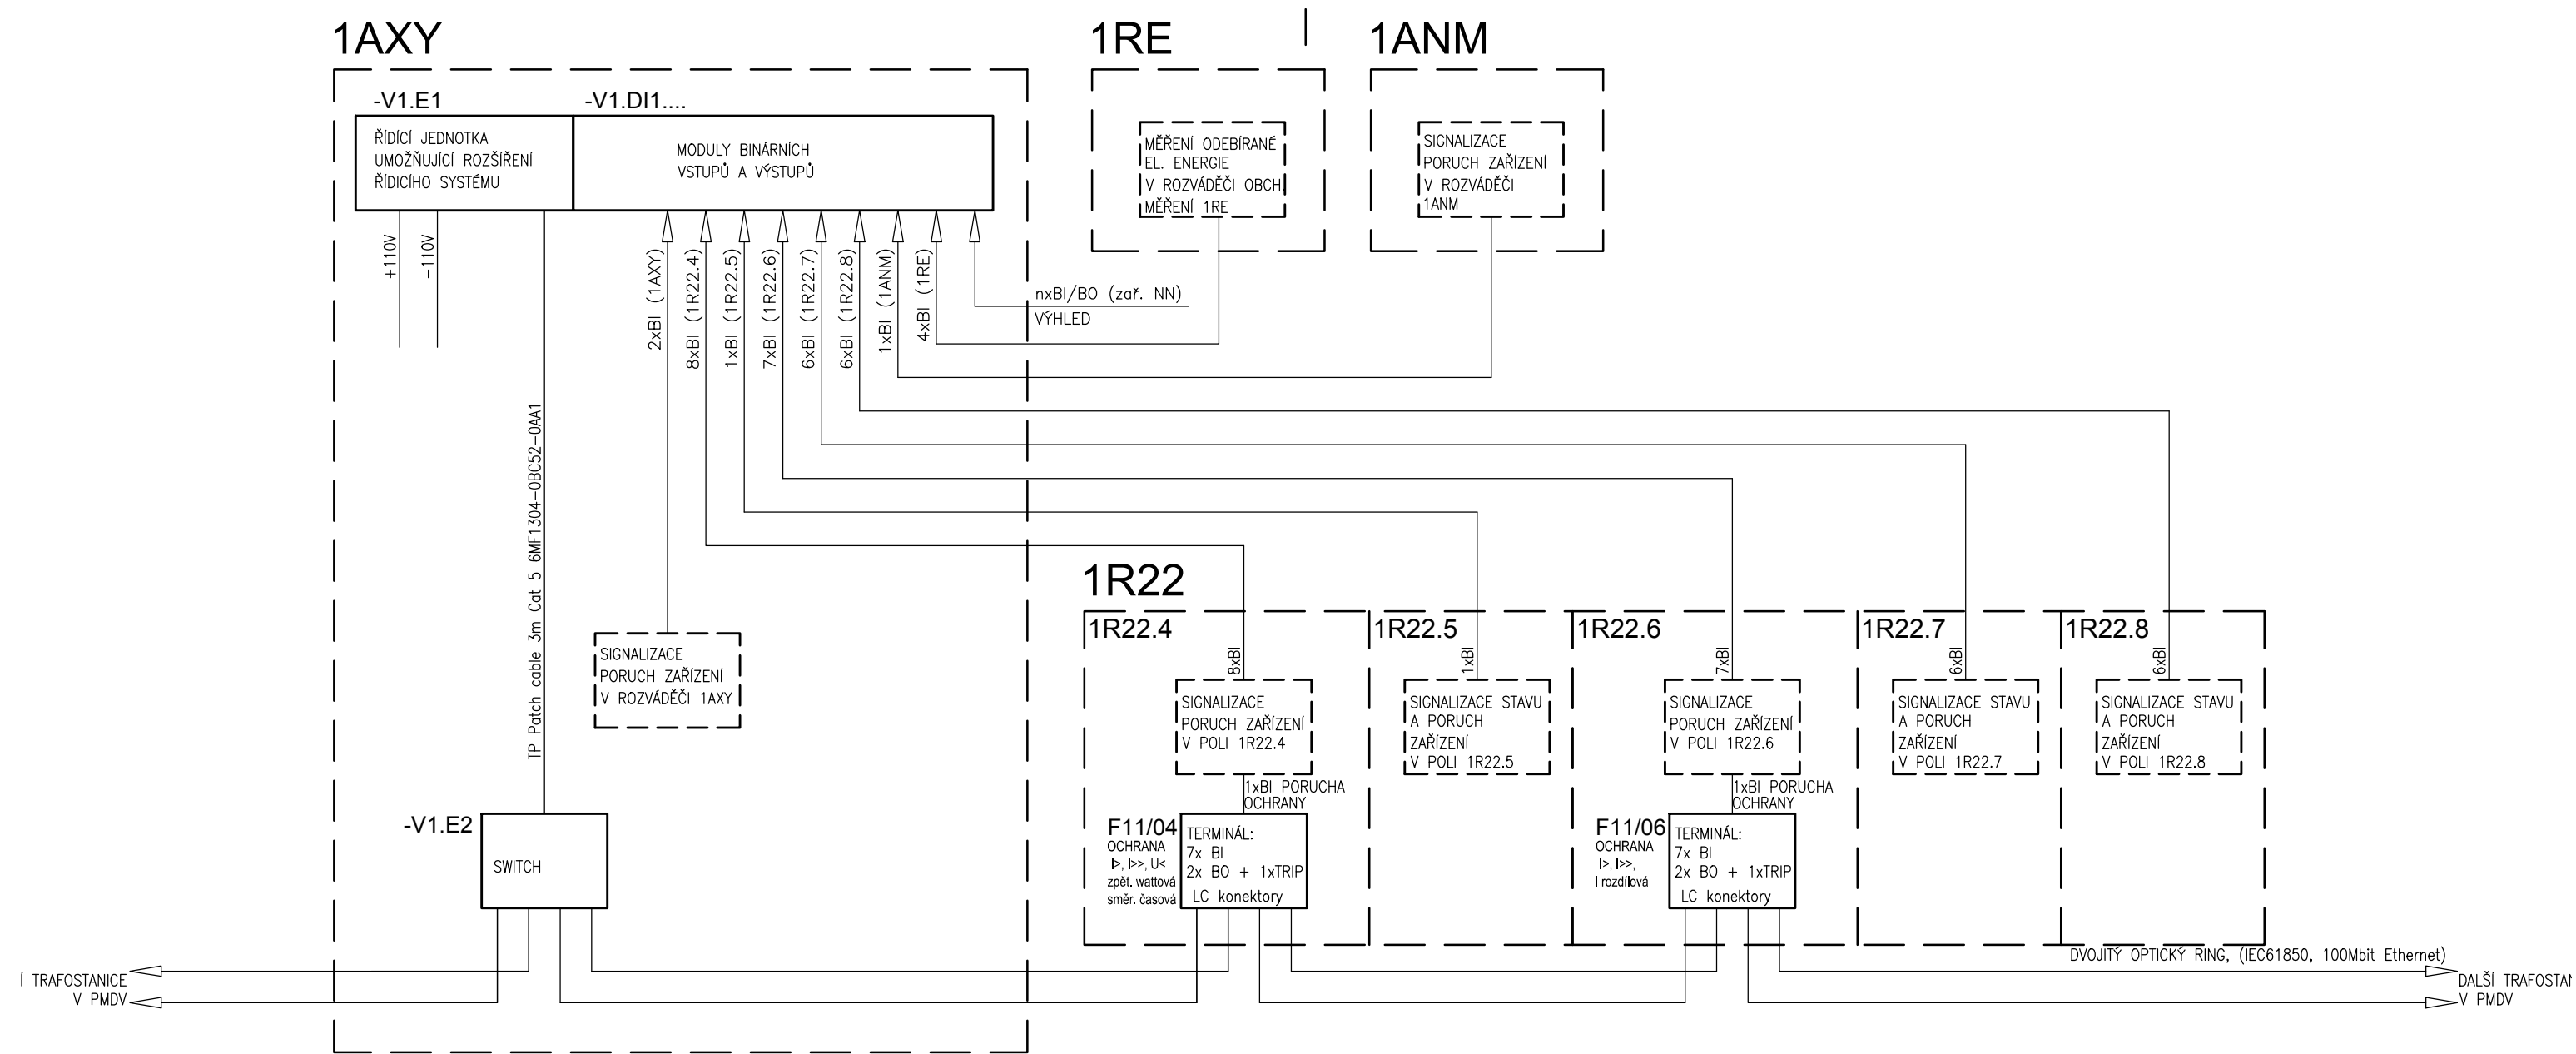 1AXY
1RE
1ANM
-V1.E1
-V1.DI1....
ŘÍDÍCÍ JEDNOTKA
UMOŽŇUJÍCÍ ROZŠÍŘENÍ
ŘÍDICÍHO SYSTÉMU
MODULY BINÁRNÍCH
VSTUPŮ A VÝSTUPŮ
MĚŘENÍ ODEBÍRANÉ
EL. ENERGIE
V ROZVÁDĚČI OBCH.
MĚŘENÍ 1RE
SIGNALIZACE
PORUCH ZAŘÍZENÍ
V ROZVÁDĚČI
1ANM
+110V
-110V
2xBI (1AXY)
8xBI (1R22.4)
1xBI (1R22.5)
7xBI (1R22.6)
6xBI (1R22.7)
6xBI (1R22.8)
1xBI (1ANM)
4xBI (1RE)
nxBI/BO (zař. NN)
VÝHLED
TP Patch cable 3m Cat 5 6MF1304-0BC52-0AA1
SIGNALIZACE
PORUCH ZAŘÍZENÍ
V ROZVÁDĚČI 1AXY
1R22
1R22.4
1R22.5
1R22.6
1R22.7
1R22.8
8xBI
1xBI
7xBI
6xBI
6xBI
SIGNALIZACE
PORUCH ZAŘÍZENÍ
V POLI 1R22.4
SIGNALIZACE STAVU
A PORUCH
ZAŘÍZENÍ
V POLI 1R22.5
SIGNALIZACE
PORUCH ZAŘÍZENÍ
V POLI 1R22.6
SIGNALIZACE STAVU
A PORUCH
ZAŘÍZENÍ
V POLI 1R22.7
SIGNALIZACE STAVU
A PORUCH
ZAŘÍZENÍ
V POLI 1R22.8
1xBI PORUCHA
OCHRANY
1xBI PORUCHA
OCHRANY
-V1.E2
SWITCH
F11/04
OCHRANA
I>, I>>, U<
zpět. wattová
směr. časová
TERMINÁL:
7x BI
2x BO + 1xTRIP
LC konektory
F11/06
OCHRANA
I>, I>>,
I rozdílová
TERMINÁL:
7x BI
2x BO + 1xTRIP
LC konektory
DVOJITÝ OPTICKÝ RING, (IEC61850, 100Mbit Ethernet)
Í TRAFOSTANICE
V PMDV
DALŠÍ TRAFOSTAN
V PMDV